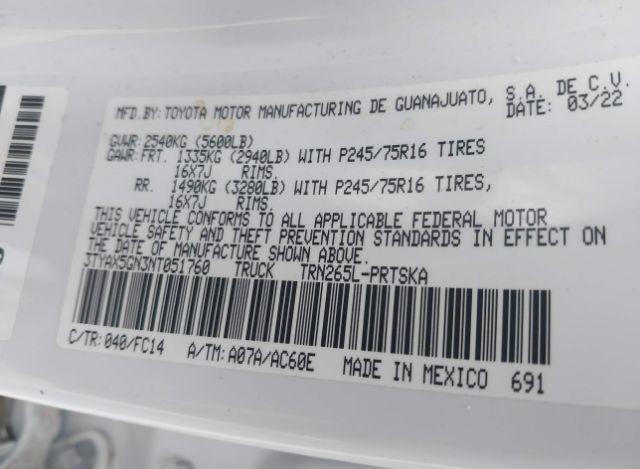 MFD.BY: TOYOTA MOTOR MANUFACTURING DE GUANAJUATO, S.A. DE C.V.
DATE: 03/22
GVWR: 2540KG (5600LB)
GAWR: FRT. 1335KG (2940LB) WITH P245/75R16 TIRES
16X7J RIMS.
RR. 1490KG (3280LB) WITH P245/75R16 TIRES,
16X7J RIMS.
THIS VEHICLE CONFORMS TO ALL APPLICABLE FEDERAL MOTOR
VEHICLE SAFETY AND THEFT PREVENTION STANDARDS IN EFFECT ON
THE DATE OF MANUFACTURE SHOWN ABOVE.
3TYAX5GN3NT051760 TRUCK TRN265L-PRTSKA
C/TR: 040/FC14 A/TM: A07A/AC60E MADE IN MEXICO 691